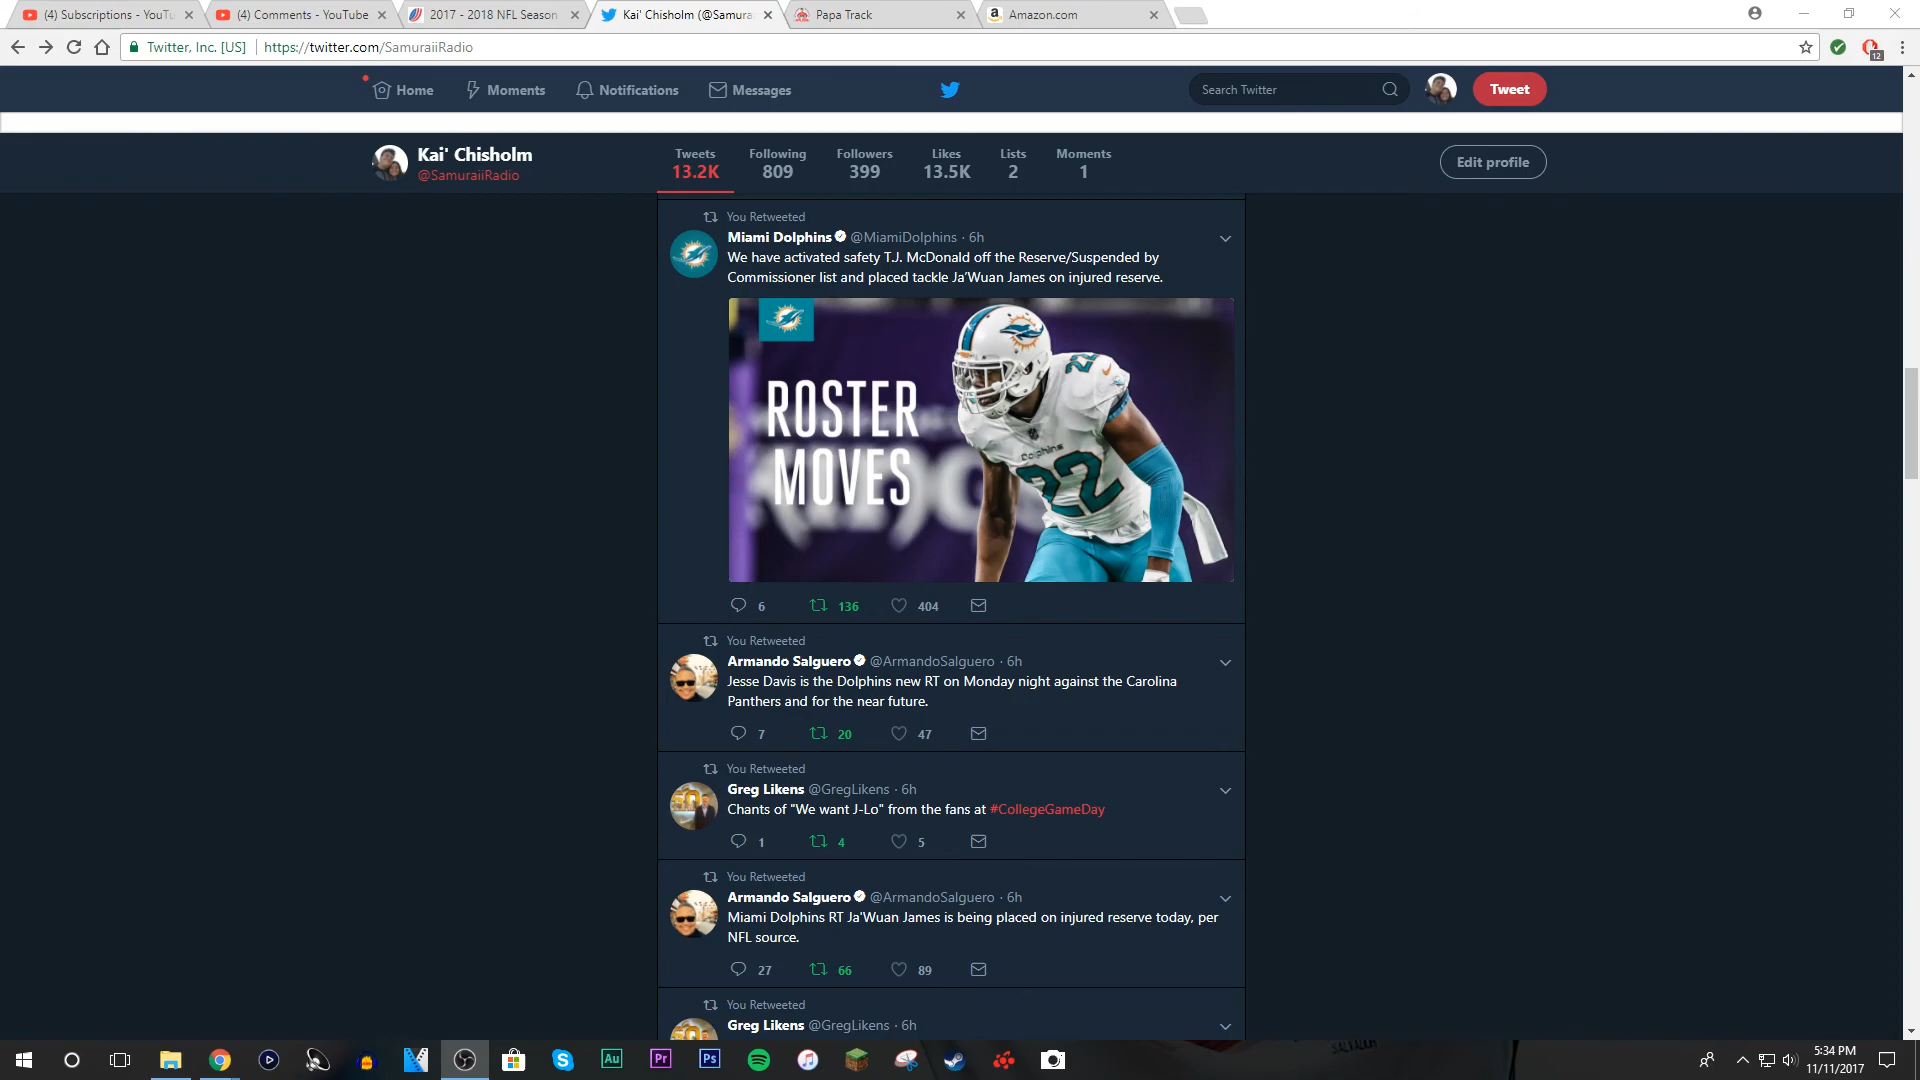 (4) Subscriptions - YouTu
(4) Comments - YouTube
2017 - 2018 NFL Season
Kai' Chisholm (@Samura
Papa Track
Amazon.com
Twitter, Inc. [US]
https://twitter.com/SamuraiiRadio
12
Home
Moments
Notifications
Messages
Search Twitter
Tweet
Kai' Chisholm
@SamuraiiRadio
Tweets
13.2K
Following
809
Followers
399
Likes
13.5K
Lists
2
Moments
1
Edit profile
You Retweeted
Miami Dolphins @MiamiDolphins · 6h
We have activated safety T.J. McDonald off the Reserve/Suspended by
Commissioner list and placed tackle Ja'Wuan James on injured reserve.
ROSTER
MOVES
22
Dolphins
22
6 136 404
You Retweeted
Armando Salguero @ArmandoSalguero · 6h
Jesse Davis is the Dolphins new RT on Monday night against the Carolina
Panthers and for the near future.
7 20 47
You Retweeted
Greg Likens @GregLikens · 6h
Chants of "We want J-Lo" from the fans at #CollegeGameDay
1 4 5
You Retweeted
Armando Salguero @ArmandoSalguero · 6h
Miami Dolphins RT Ja'Wuan James is being placed on injured reserve today, per
NFL source.
27 66 89
You Retweeted
Greg Likens @GregLikens · 6h
Au
Pr
Ps
5:34 PM
11/11/2017